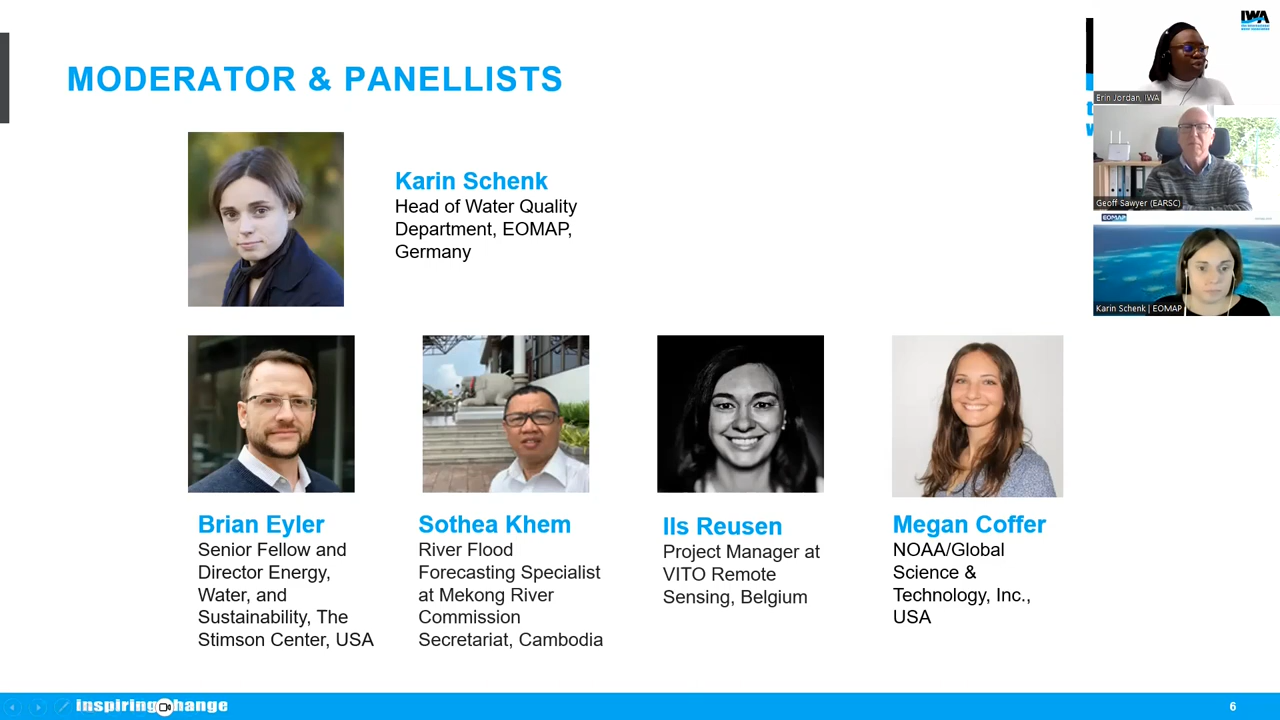 MODERATOR & PANELLISTS
Karin Schenk
Head of Water Quality
Department, EOMAP,
Germany
Brian Eyler
Senior Fellow and
Director Energy,
Water, and
Sustainability, The
Stimson Center, USA
Sothea Khem
River Flood
Forecasting Specialist
at Mekong River
Commission
Secretariat, Cambodia
Ils Reusen
Project Manager at
VITO Remote
Sensing, Belgium
Megan Coffer
NOAA/Global
Science &
Technology, Inc.,
USA
IWA
Erin Jordan, IWA
Geoff Sawyer (EARSC)
EOMAP
Karin Schenk | EOMAP
6